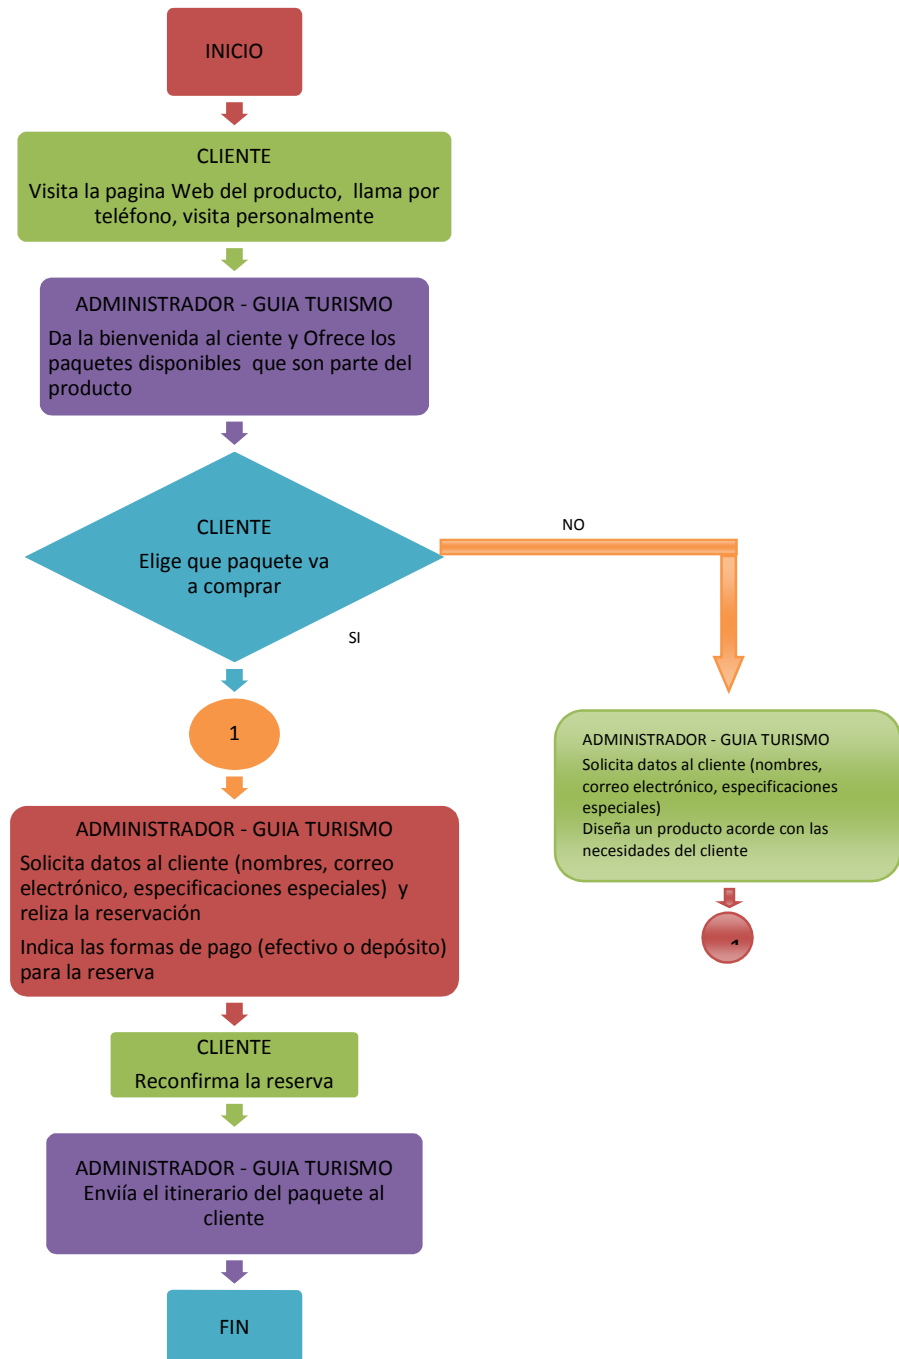 INICIO
CLIENTE
Visita la pagina Web del producto, llama por
teléfono, visita personalmente
ADMINISTRADOR - GUIA TURISMO
Da la bienvenida al ciente y Ofrece los
paquetes disponibles que son parte del
producto
CLIENTE
Elige que paquete va
a comprar
NO
SI
1
ADMINISTRADOR - GUIA TURISMO
Solicita datos al cliente (nombres,
correo electrónico, especificaciones
especiales)
Diseña un producto acorde con las
necesidades del cliente
ADMINISTRADOR - GUIA TURISMO
Solicita datos al cliente (nombres, correo
electrónico, especificaciones especiales) y
reliza la reservación
Indica las formas de pago (efectivo o depósito)
para la reserva
CLIENTE
Reconfirma la reserva
ADMINISTRADOR - GUIA TURISMO
Enviía el itinerario del paquete al
cliente
FIN